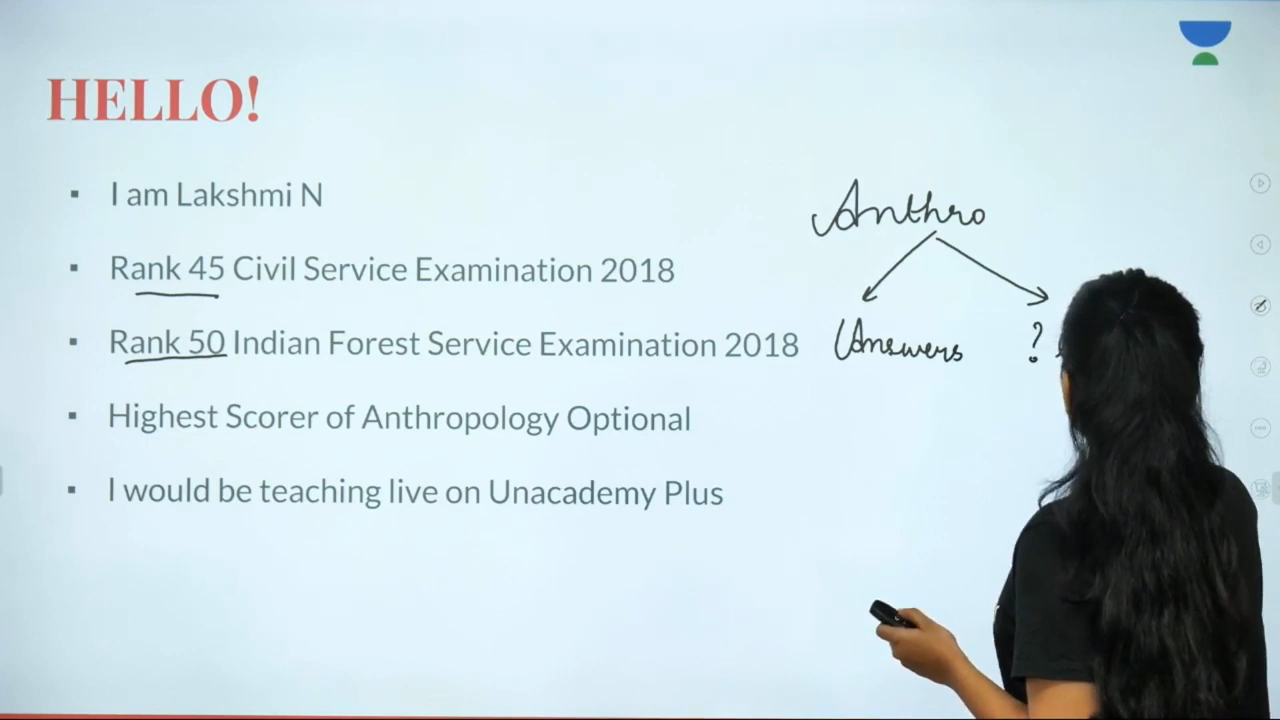 HELLO!
▪ I am Lakshmi N
▪ Rank 45 Civil Service Examination 2018
▪ Rank 50 Indian Forest Service Examination 2018
▪ Highest Scorer of Anthropology Optional
▪ I would be teaching live on Unacademy Plus
Anthro
Answers ?